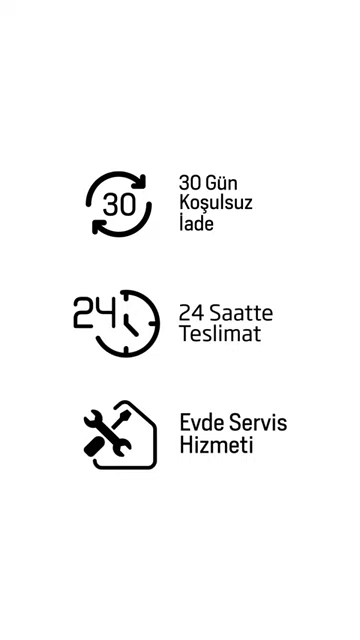 30
30 Gün
Koşulsuz
İade
24
24 Saatte
Teslimat
Evde Servis
Hizmeti